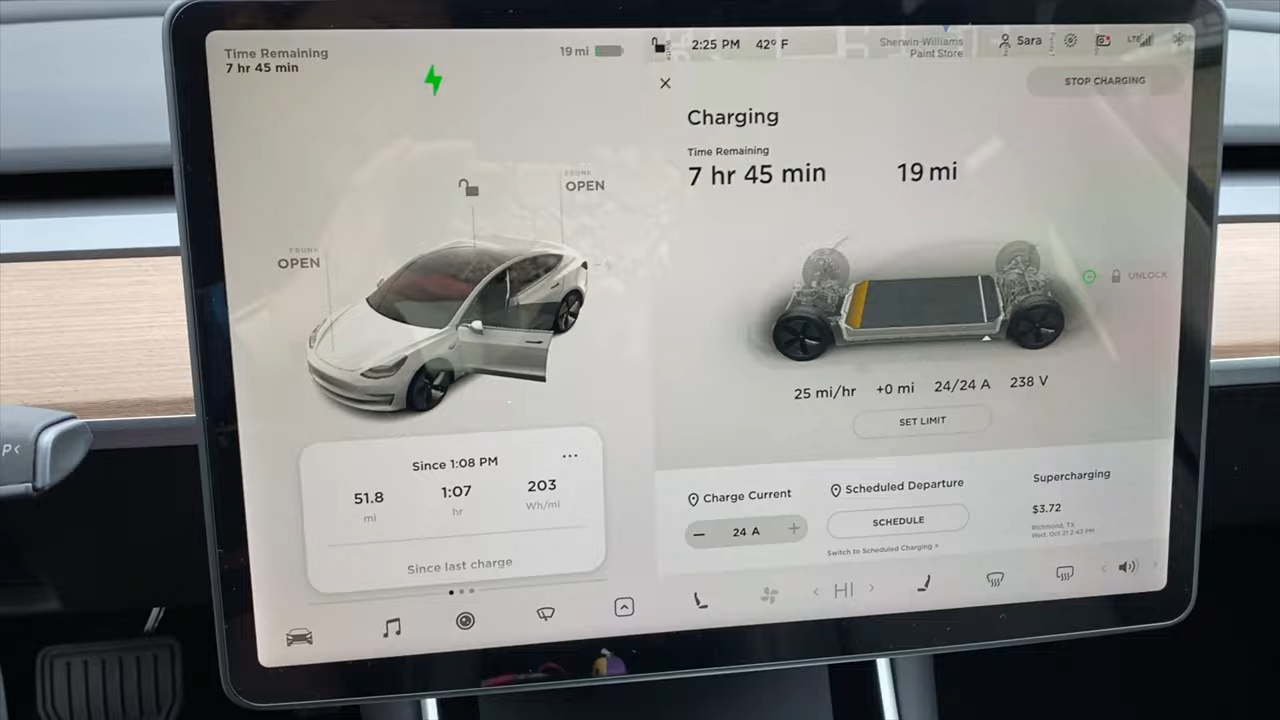 Time Remaining
7 hr 45 min
19 mi
2:25 PM
42° F
Sherwin-Williams
Paint Store
Sara
LTE
STOP CHARGING
Charging
Time Remaining
7 hr 45 min
19 mi
OPEN
OPEN
UNLOCK
25 mi/hr
+0 mi
24/24 A
238 V
SET LIMIT
Since 1:08 PM
51.8
mi
1:07
hr
203
Wh/mi
Since last charge
Charge Current
24 A
Scheduled Departure
SCHEDULE
Switch to Scheduled Charging >
Supercharging
$3.72
Richmond, TX
HI
P